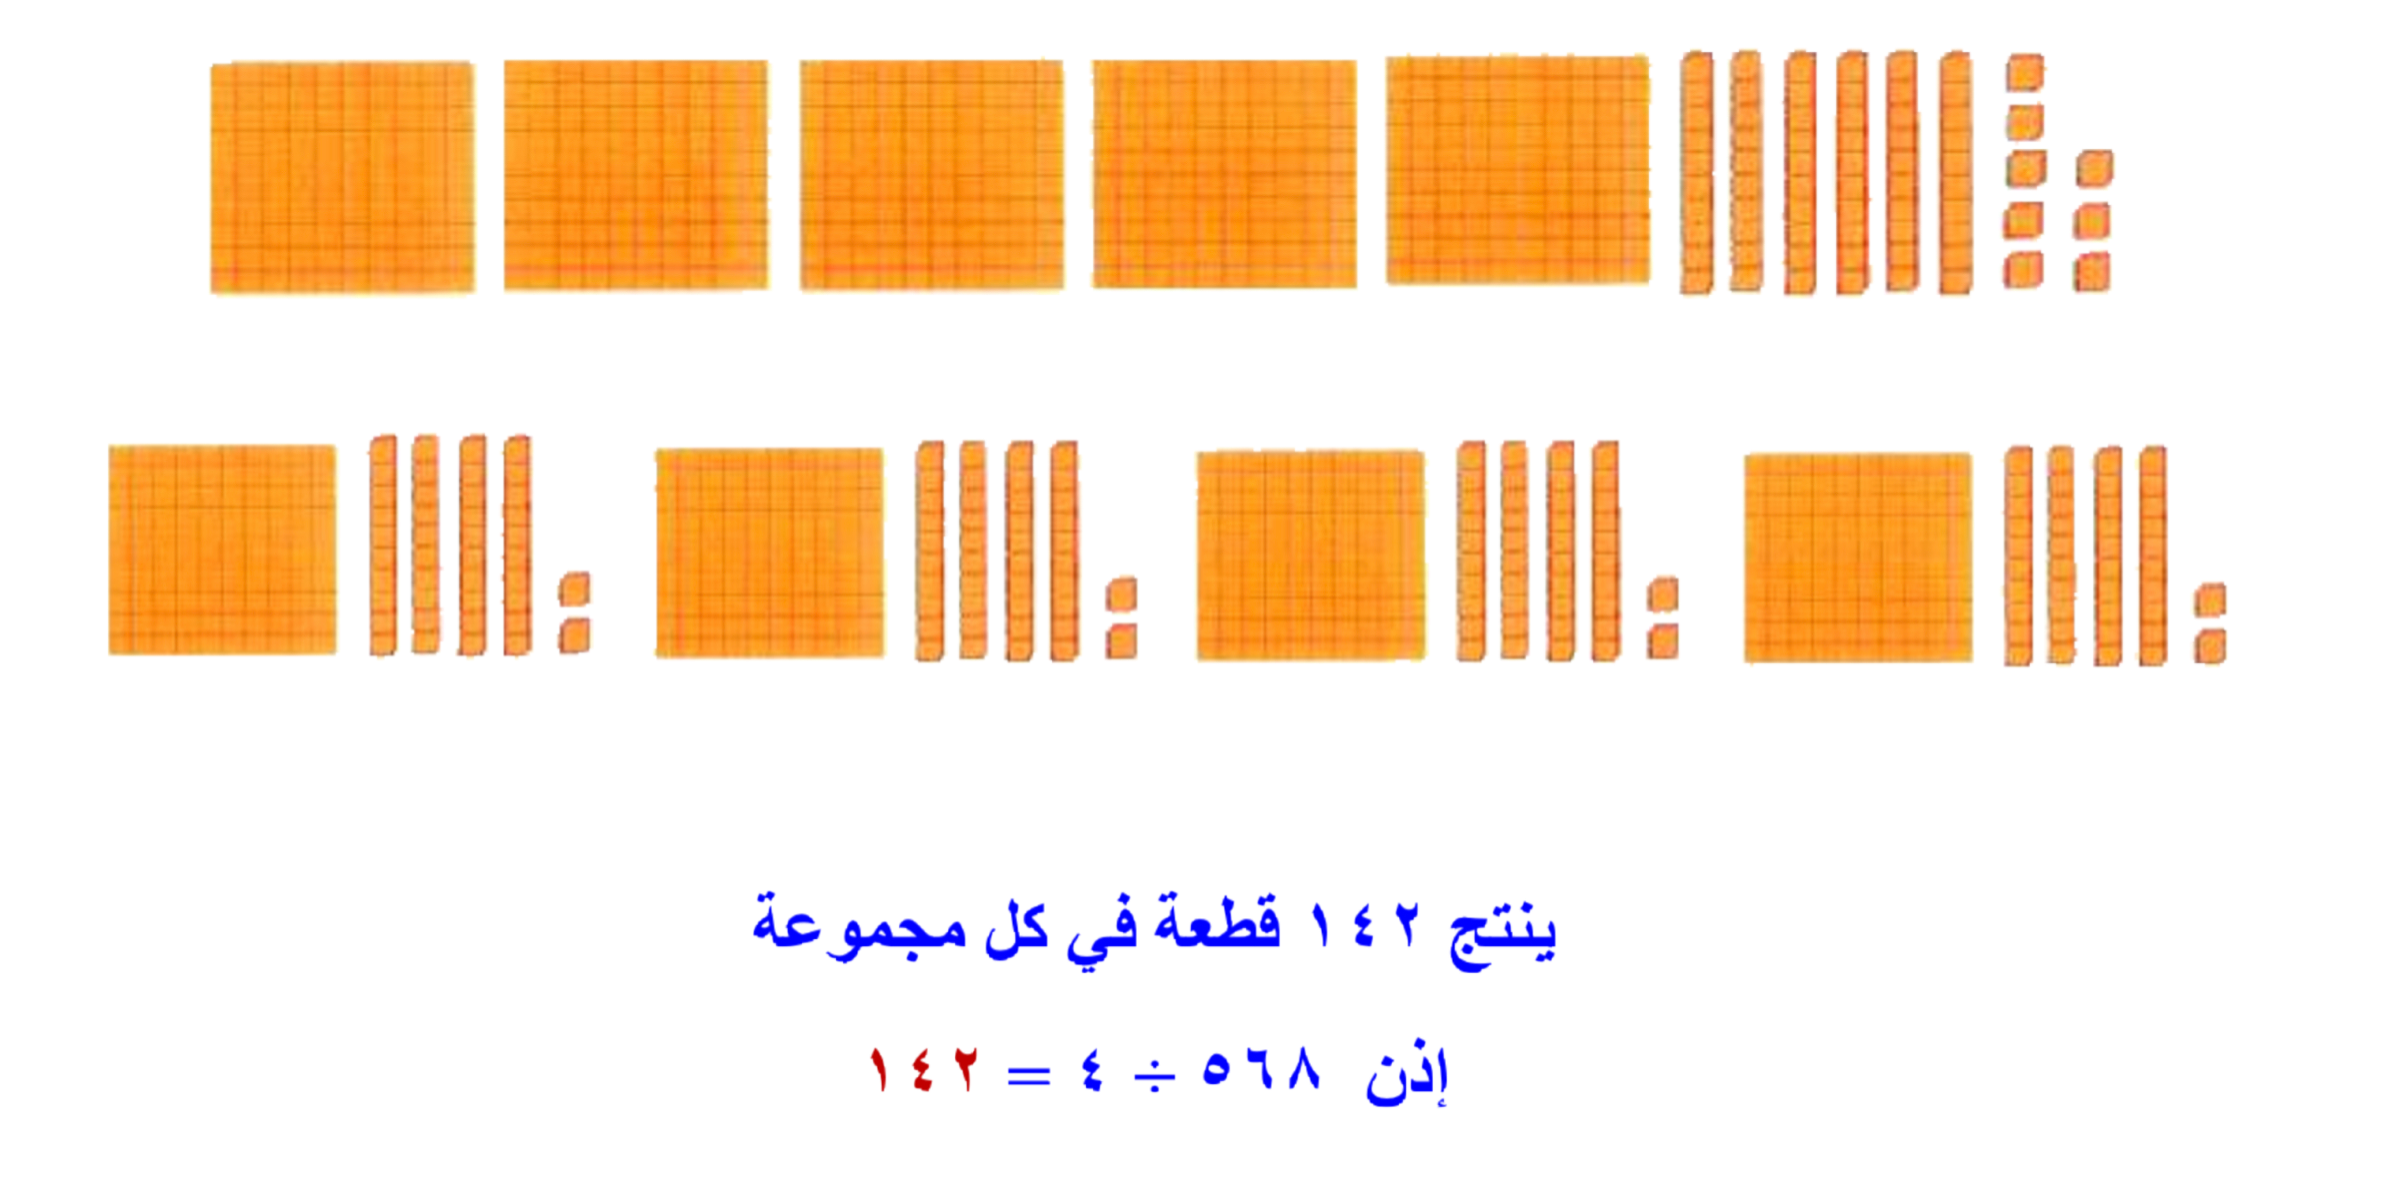 ينتج ١٤٢ قطعة في كل مجموعة
إذن ٥٦٨ ÷ ٤ = ١٤٢